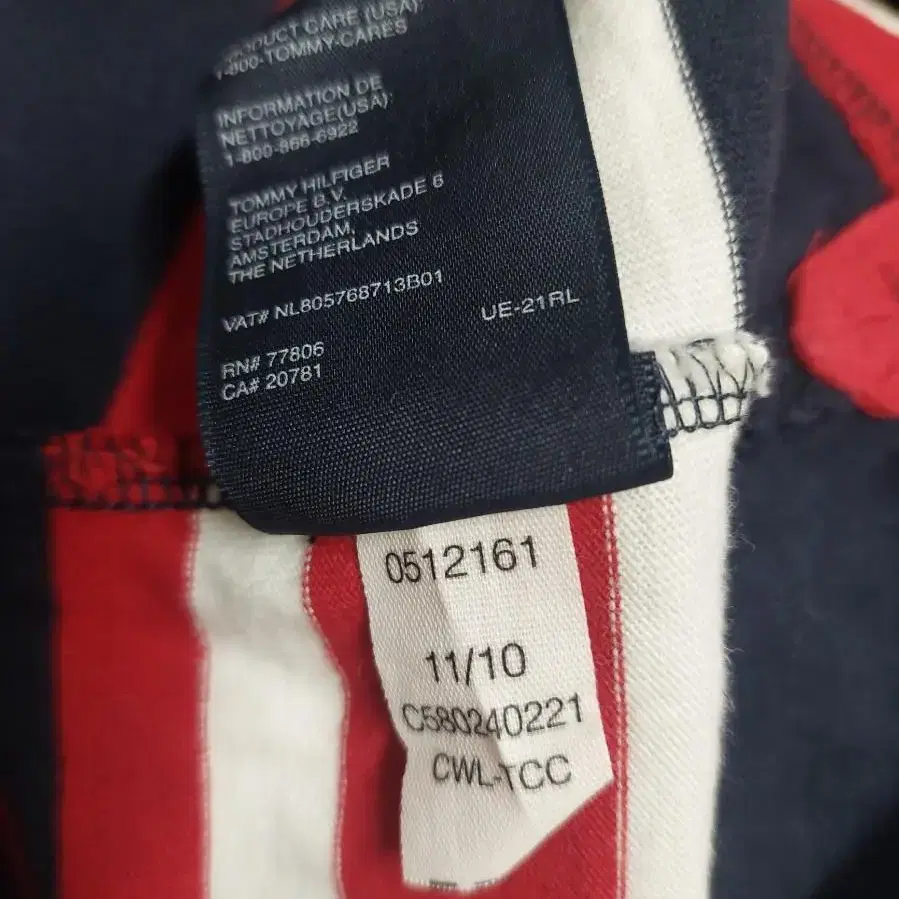 PRODUCT CARE (USA):
1-800-TOMMY-CARES
INFORMATION DE
NETTOYAGE(USA):
1-800-866-6922
TOMMY HILFIGER
EUROPE B.V.
STADHOUDERSKADE 6
AMSTERDAM,
THE NETHERLANDS
VAT# NL805768713B01
UE-21RL
RN# 77806
CA# 20781
0512161
11/10
C580240221
CWL-TCC